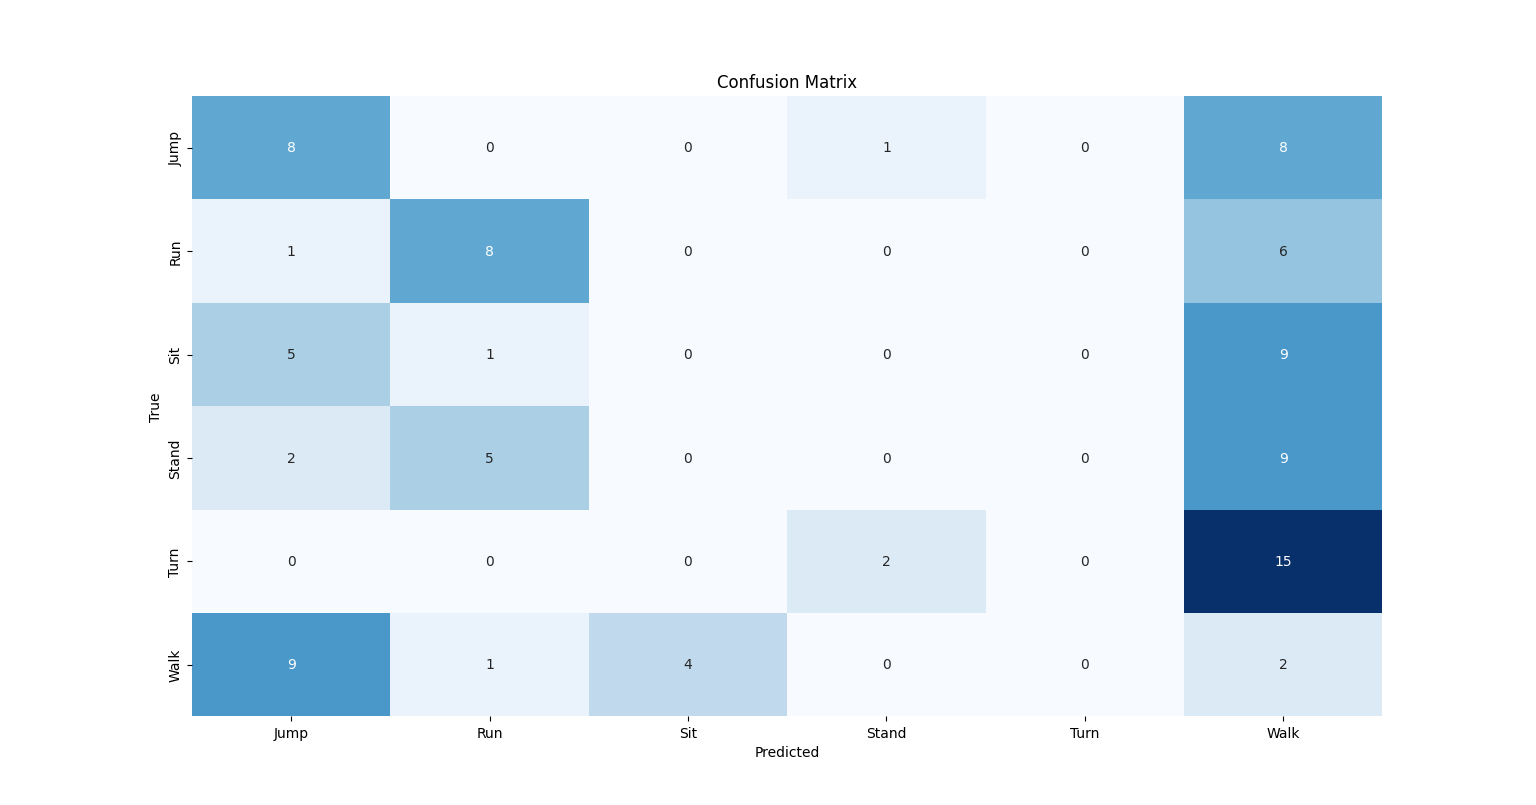 Confusion Matrix
Jump 8 0 0 1 0 8
Run 1 8 0 0 0 6
Sit 5 1 0 0 0 9
True
Stand 2 5 0 0 0 9
Turn 0 0 0 2 0 15
Walk 9 1 4 0 0 2
Jump Run Sit Stand Turn Walk
Predicted